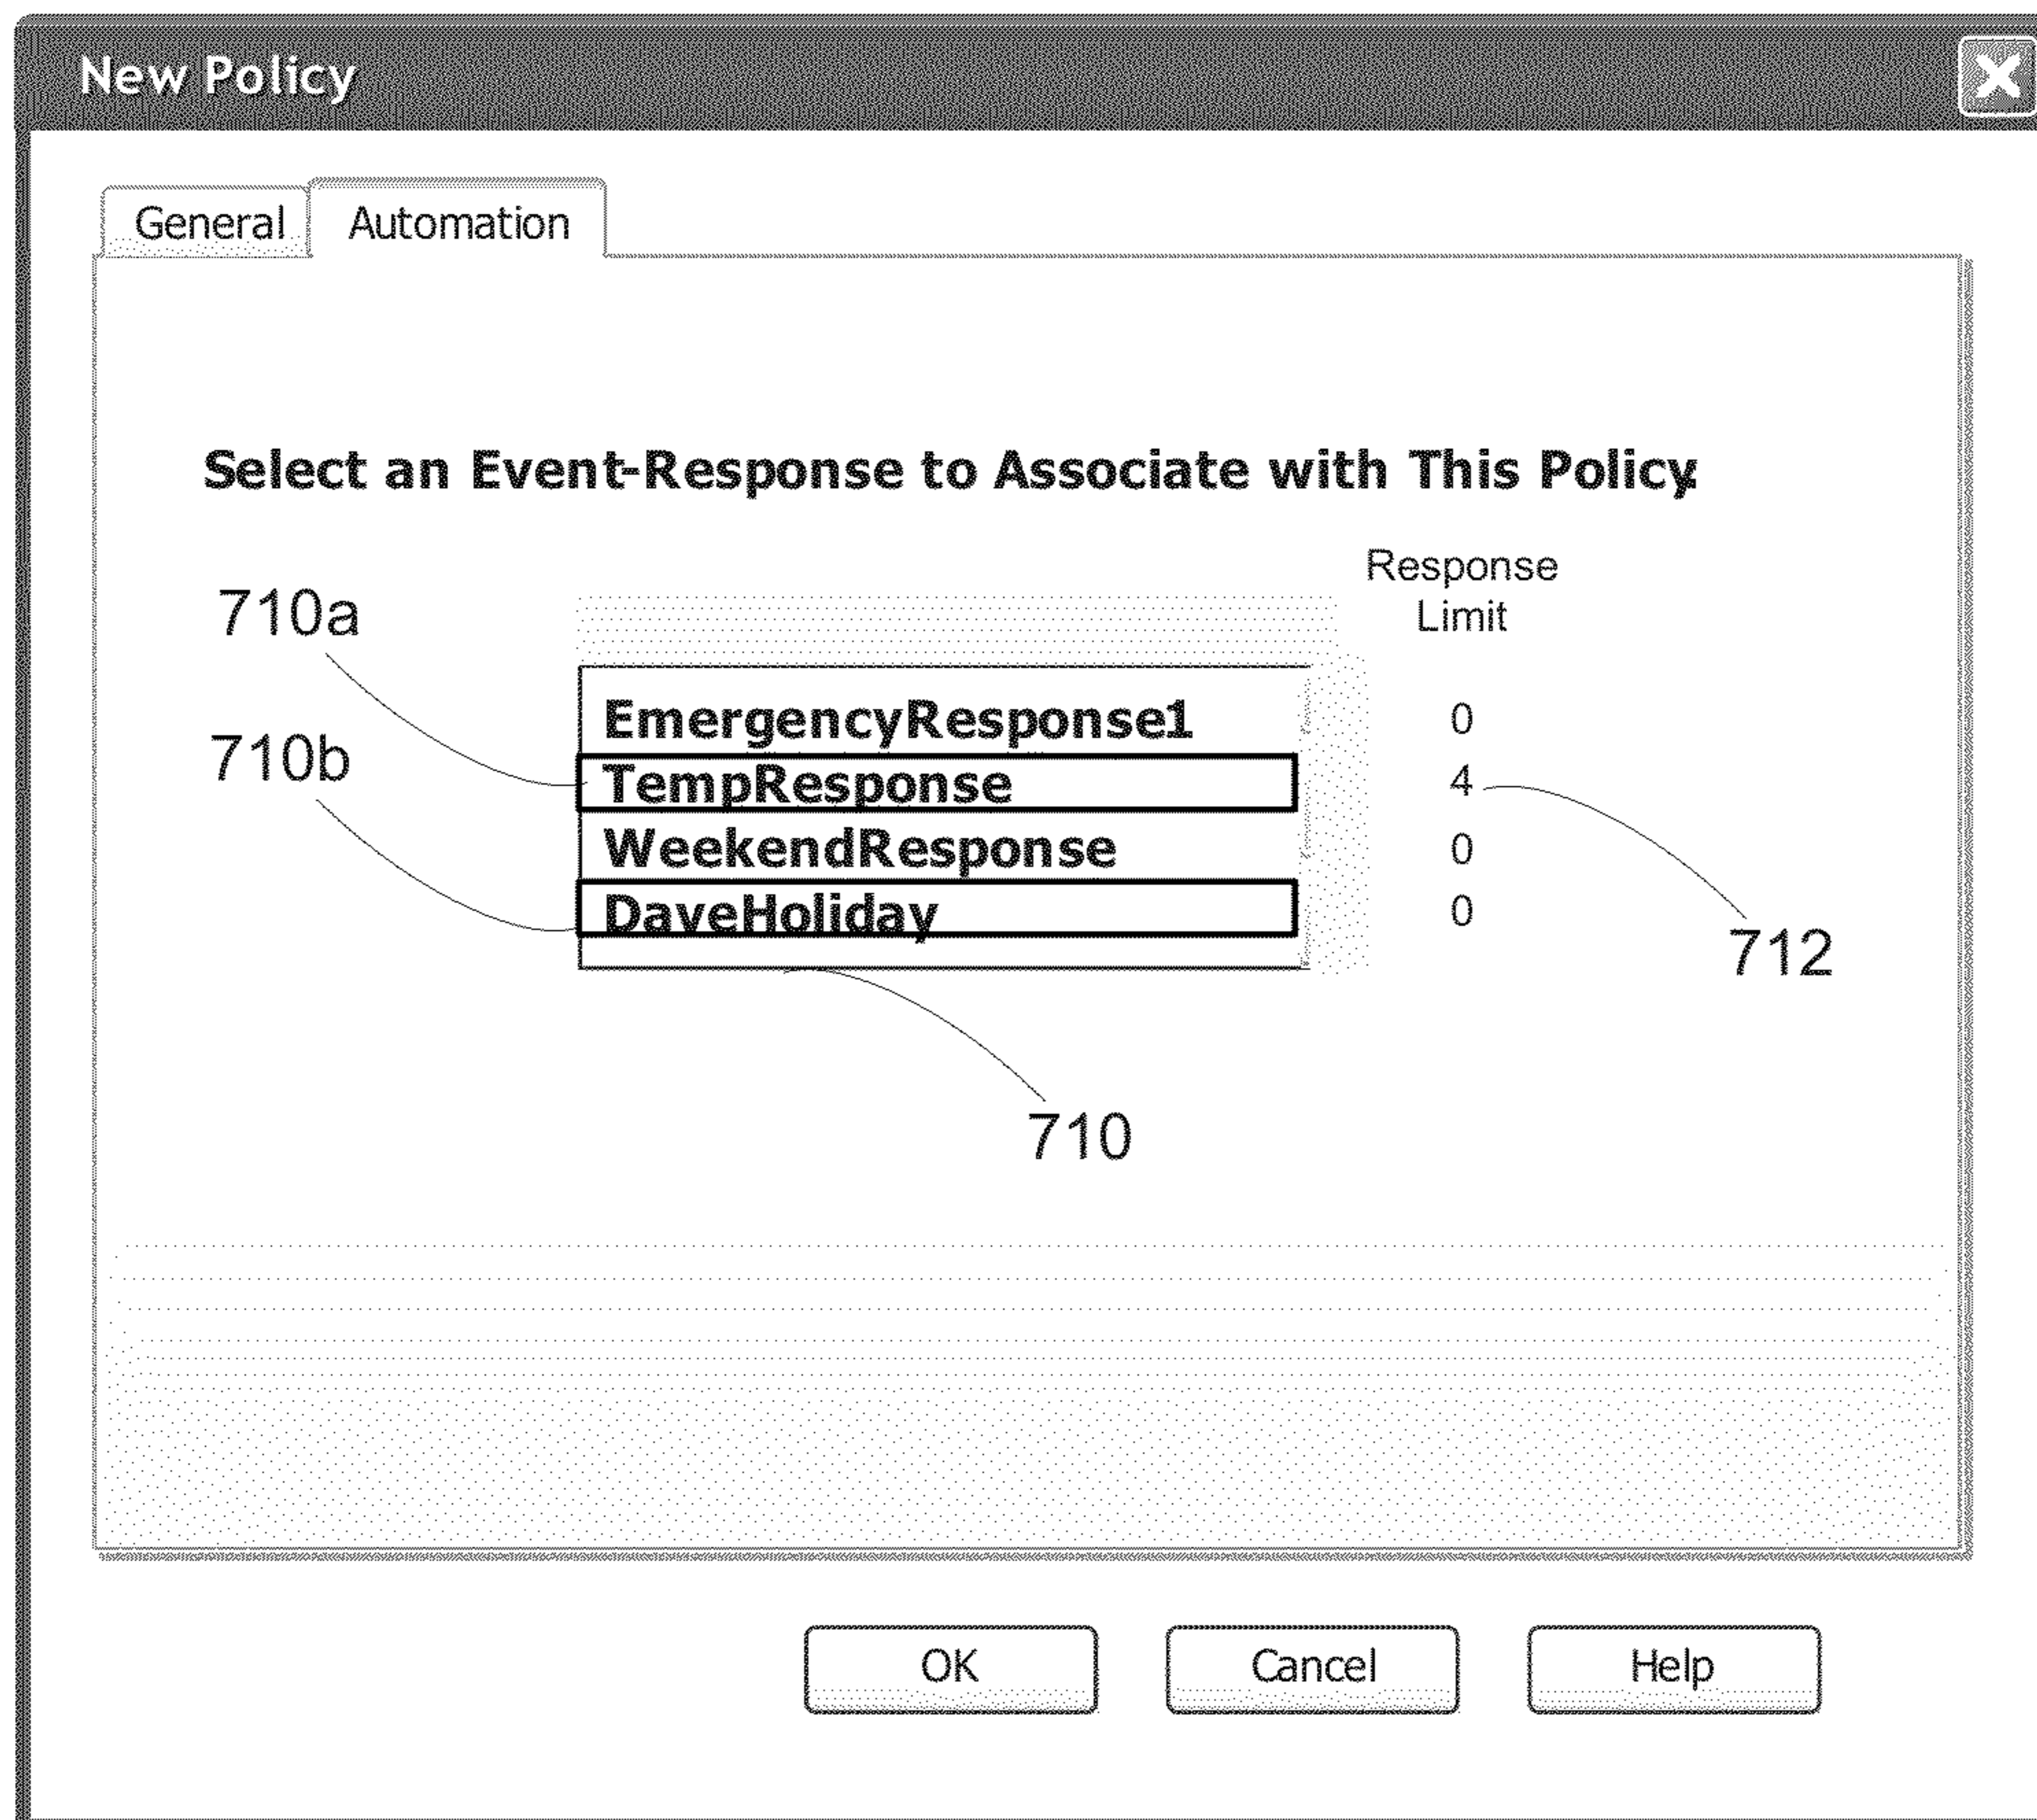 New Policy
General Automation
Select an Event-Response to Associate with This Policy:
Response
Limit
710a
EmergencyResponse1 0
710b
TempResponse 4
WeekendResponse 0
DaveHoliday 0
712
710
OK Cancel Help